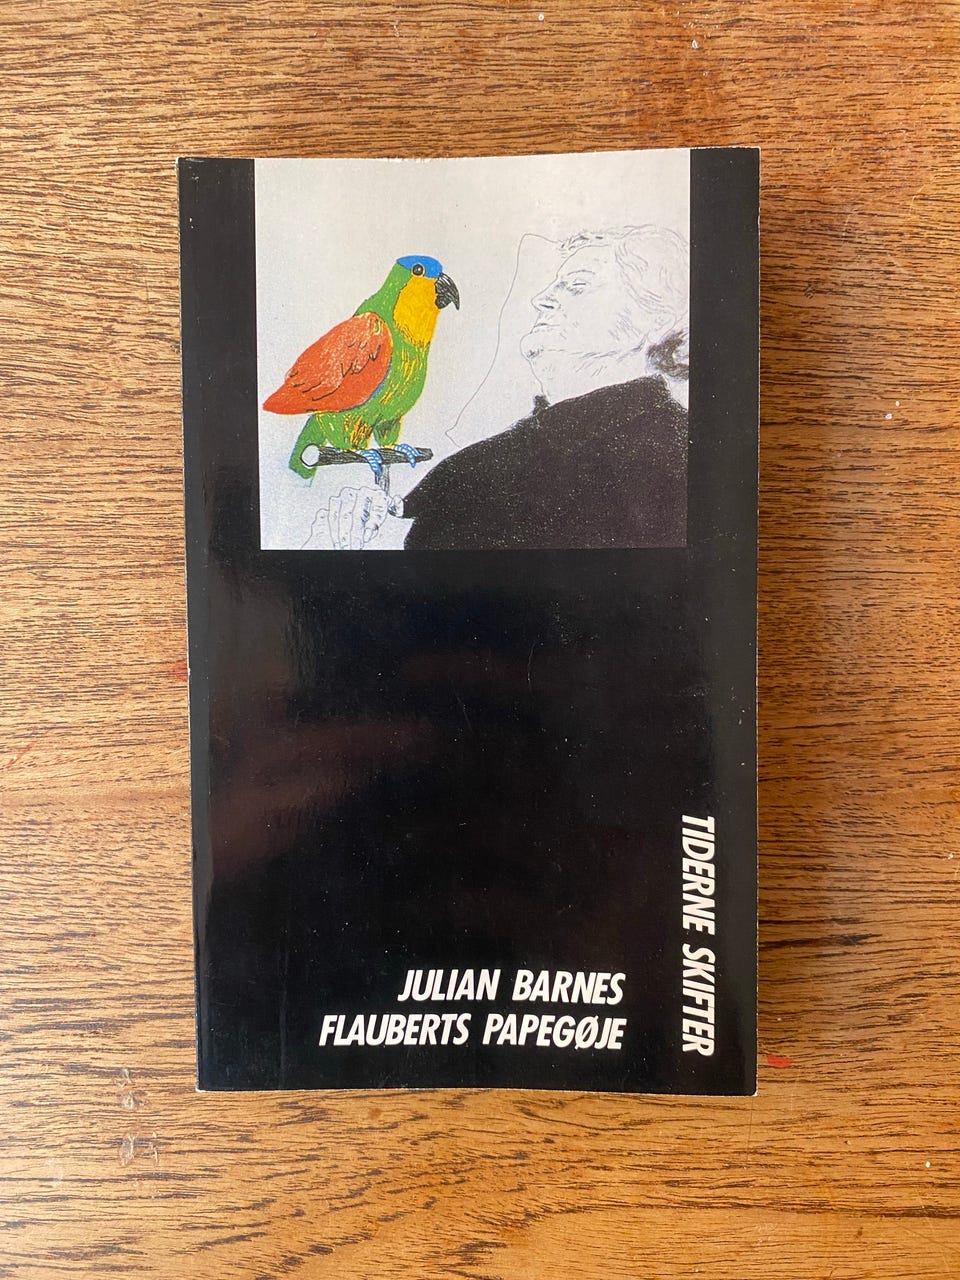 JULIAN BARNES
FLAUBERTS PAPEGØJE
TIDERNE SKIFTER